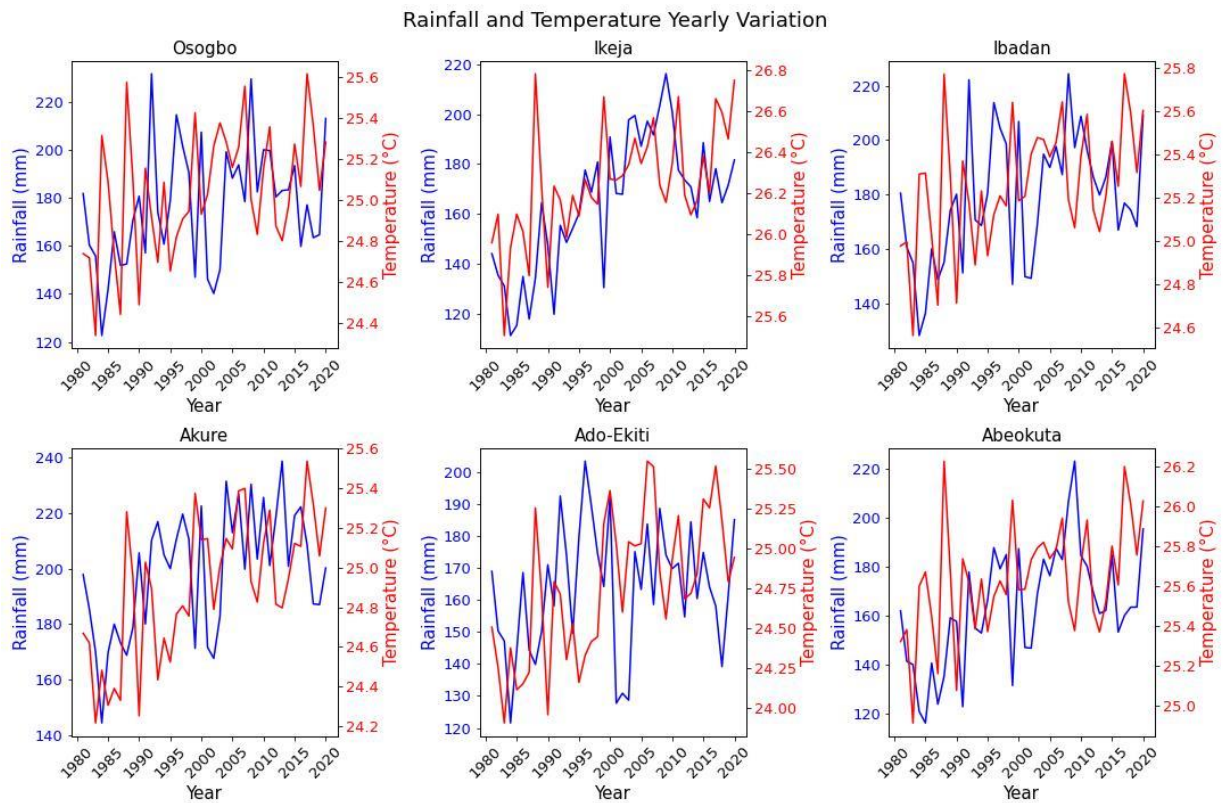 Rainfall and Temperature Yearly Variation
Osogbo
Rainfall (mm)
220
200
180
160
140
120
Temperature (°C)
25.6
25.4
25.2
25.0
24.8
24.6
24.4
1980 1985 1990 1995 2000 2005 2010 2015 2020
Year
Ikeja
Rainfall (mm)
220
200
180
160
140
120
Temperature (°C)
26.8
26.6
26.4
26.2
26.0
25.8
25.6
1980 1985 1990 1995 2000 2005 2010 2015 2020
Year
Ibadan
Rainfall (mm)
220
200
180
160
140
Temperature (°C)
25.8
25.6
25.4
25.2
25.0
24.8
24.6
1980 1985 1990 1995 2000 2005 2010 2015 2020
Year
Akure
Rainfall (mm)
240
220
200
180
160
140
Temperature (°C)
25.6
25.4
25.2
25.0
24.8
24.6
24.4
24.2
1980 1985 1990 1995 2000 2005 2010 2015 2020
Year
Ado-Ekiti
Rainfall (mm)
200
190
180
170
160
150
140
130
120
Temperature (°C)
25.50
25.25
25.00
24.75
24.50
24.25
24.00
1980 1985 1990 1995 2000 2005 2010 2015 2020
Year
Abeokuta
Rainfall (mm)
220
200
180
160
140
120
Temperature (°C)
26.2
26.0
25.8
25.6
25.4
25.2
25.0
1980 1985 1990 1995 2000 2005 2010 2015 2020
Year